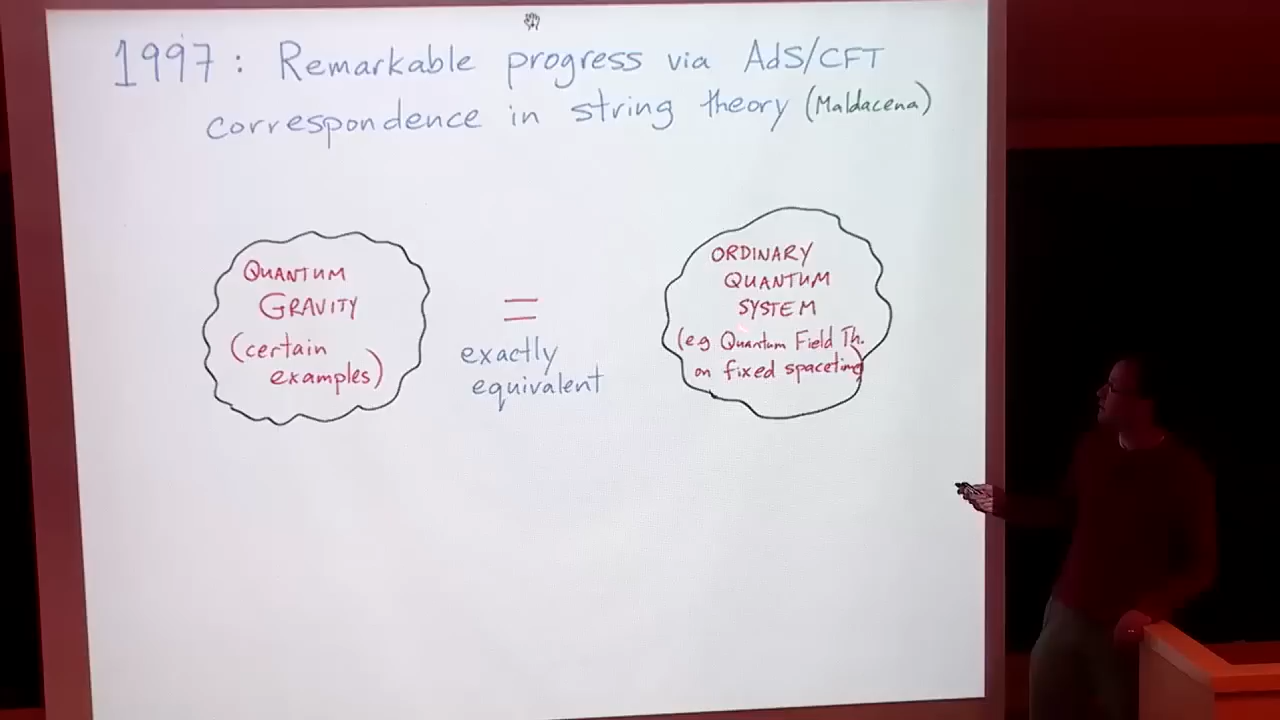 1997: Remarkable progress via AdS/CFT
correspondence in string theory (Maldacena)
QUANTUM
GRAVITY
(certain
examples)
=
exactly
equivalent
ORDINARY
QUANTUM
SYSTEM
(e.g Quantum Field Th.
on fixed spacetime)